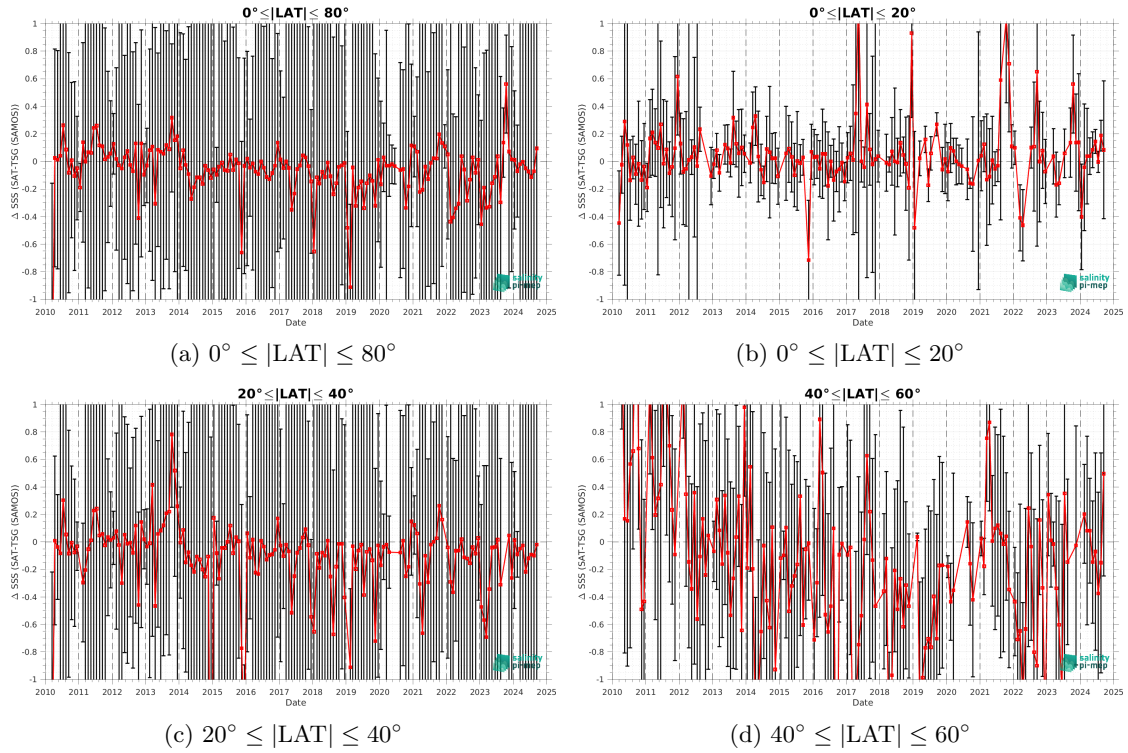 0°≤|LAT|≤ 80°
Δ SSS (SAT-TSG (SAMOS))
1
0.8
0.6
0.4
0.2
0
-0.2
-0.4
-0.6
-0.8
-1
2010 2011 2012 2013 2014 2015 2016 2017 2018 2019 2020 2021 2022 2023 2024 2025
Date
salinity
pi-mep
(a) 0° ≤ |LAT| ≤ 80°
0°≤|LAT|≤ 20°
Δ SSS (SAT-TSG (SAMOS))
1
0.8
0.6
0.4
0.2
0
-0.2
-0.4
-0.6
-0.8
-1
2010 2011 2012 2013 2014 2015 2016 2017 2018 2019 2020 2021 2022 2023 2024 2025
Date
salinity
pi-mep
(b) 0° ≤ |LAT| ≤ 20°
20°≤|LAT|≤ 40°
Δ SSS (SAT-TSG (SAMOS))
1
0.8
0.6
0.4
0.2
0
-0.2
-0.4
-0.6
-0.8
-1
2010 2011 2012 2013 2014 2015 2016 2017 2018 2019 2020 2021 2022 2023 2024 2025
Date
salinity
pi-mep
(c) 20° ≤ |LAT| ≤ 40°
40°≤|LAT|≤ 60°
Δ SSS (SAT-TSG (SAMOS))
1
0.8
0.6
0.4
0.2
0
-0.2
-0.4
-0.6
-0.8
-1
2010 2011 2012 2013 2014 2015 2016 2017 2018 2019 2020 2021 2022 2023 2024 2025
Date
salinity
pi-mep
(d) 40° ≤ |LAT| ≤ 60°